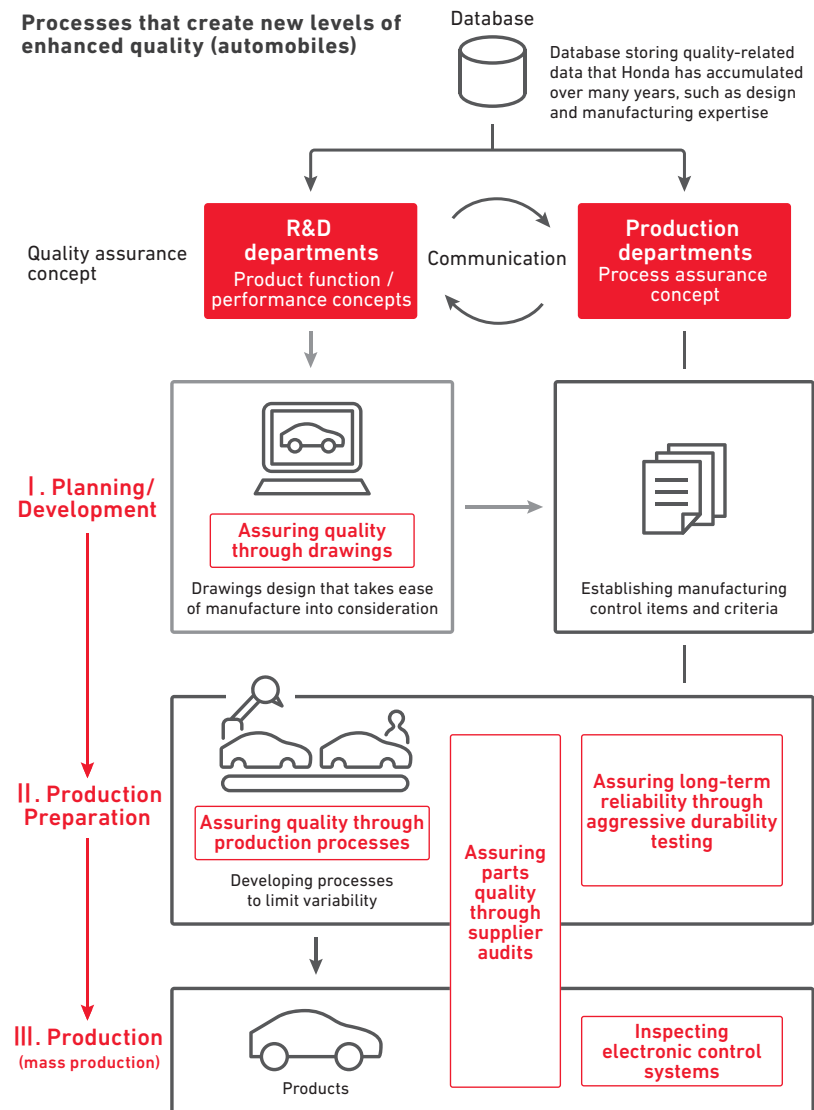 Processes that create new levels of
enhanced quality (automobiles)
Database
Database storing quality-related
data that Honda has accumulated
over many years, such as design
and manufacturing expertise
Quality assurance
concept
R&D
departments
Product function /
performance concepts
Communication
Production
departments
Process assurance
concept
I. Planning/
Development
Assuring quality
through drawings
Drawings design that takes ease
of manufacture into consideration
Establishing manufacturing
control items and criteria
II. Production
Preparation
Assuring quality through
production processes
Developing processes
to limit variability
Assuring
parts
quality
through
supplier
audits
Assuring long-term
reliability through
aggressive durability
testing
III. Production
(mass production)
Products
Inspecting
electronic control
systems